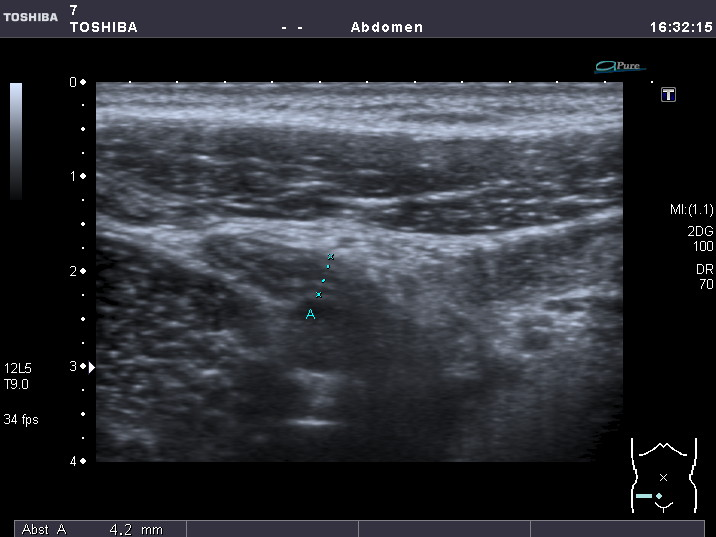 TOSHIBA
7
TOSHIBA - - Abdomen 16:32:15
Pure
T
0
1
2
3
4
A
MI:(1.1)
2DG
100
DR
70
12L5
T9.0
34 fps
Abst A 4.2 mm